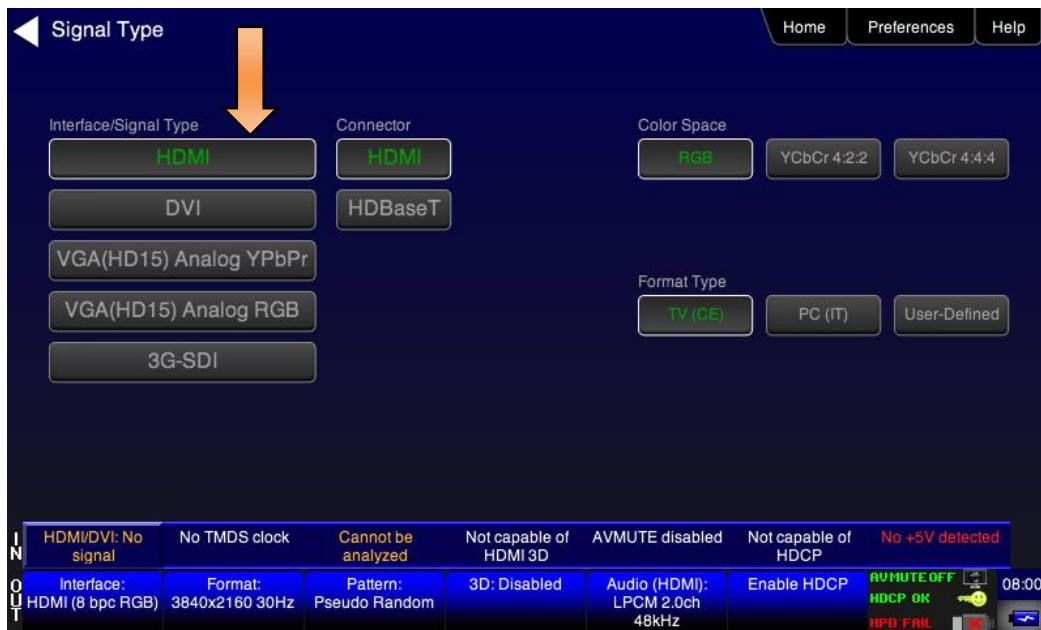 Signal Type
Home
Preferences
Help
Interface/Signal Type
Connector
Color Space
HDMI
HDMI
RGB
YCbCr 4:2:2
YCbCr 4:4:4
DVI
HDBaseT
VGA(HD15) Analog YPbPr
VGA(HD15) Analog RGB
3G-SDI
Format Type
TV (CE)
PC (IT)
User-Defined
IN
HDMI/DVI: No
signal
No TMDS clock
Cannot be
analyzed
Not capable of
HDMI 3D
AVMUTE disabled
Not capable of
HDCP
No +5V detected
OUT
Interface:
HDMI (8 bpc RGB)
Format:
3840x2160 30Hz
Pattern:
Pseudo Random
3D: Disabled
Audio (HDMI):
LPCM 2.0ch
48kHz
Enable HDCP
AVMUTEOFF
HDCP OK
HPD FAIL
08:00